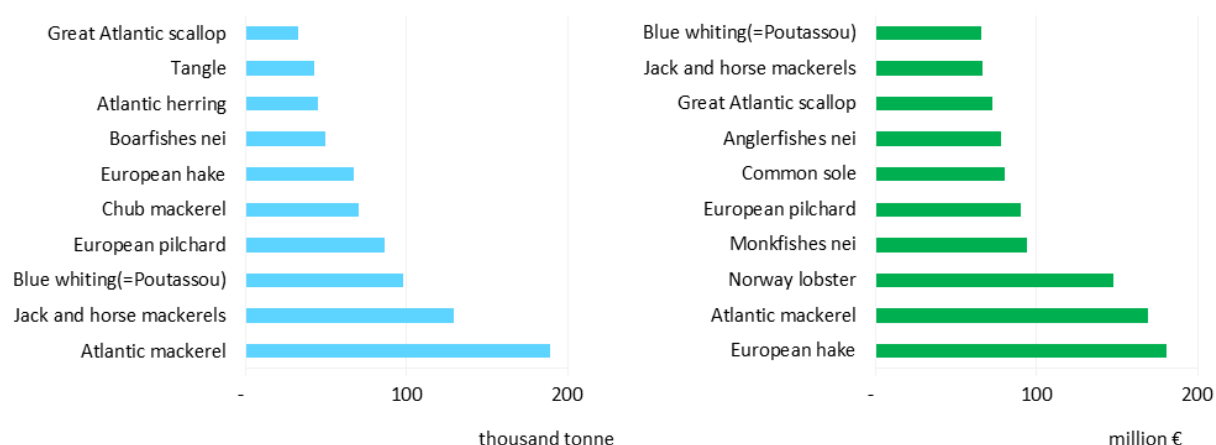 Great Atlantic scallop
Tangle
Atlantic herring
Boarfishes nei
European hake
Chub mackerel
European pilchard
Blue whiting(=Poutassou)
Jack and horse mackerels
Atlantic mackerel
- 100 200
thousand tonne
Blue whiting(=Poutassou)
Jack and horse mackerels
Great Atlantic scallop
Anglerfishes nei
Common sole
European pilchard
Monkfishes nei
Norway lobster
Atlantic mackerel
European hake
- 100 200
million €